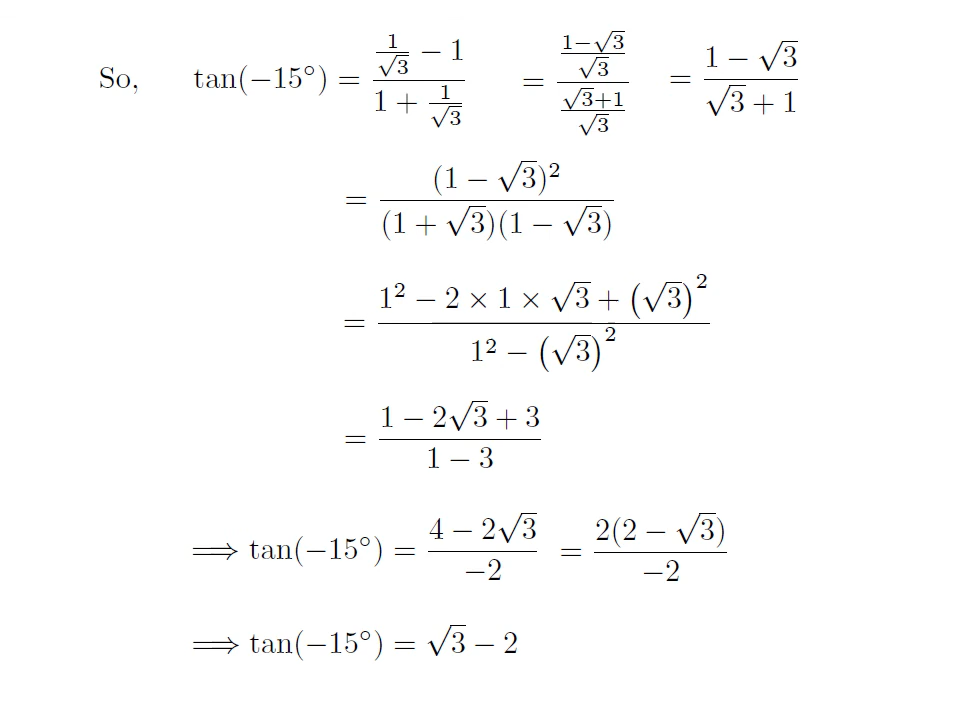 So, tan(−15°) = (1/√3 − 1)/(1 + 1/√3) = ((1−√3)/√3)/((√3+1)/√3) = (1 − √3)/(√3 + 1)
= (1 − √3)²/((1 + √3)(1 − √3))
= (1² − 2 × 1 × √3 + (√3)²)/(1² − (√3)²)
= (1 − 2√3 + 3)/(1 − 3)
⟹ tan(−15°) = (4 − 2√3)/(−2) = 2(2 − √3)/(−2)
⟹ tan(−15°) = √3 − 2